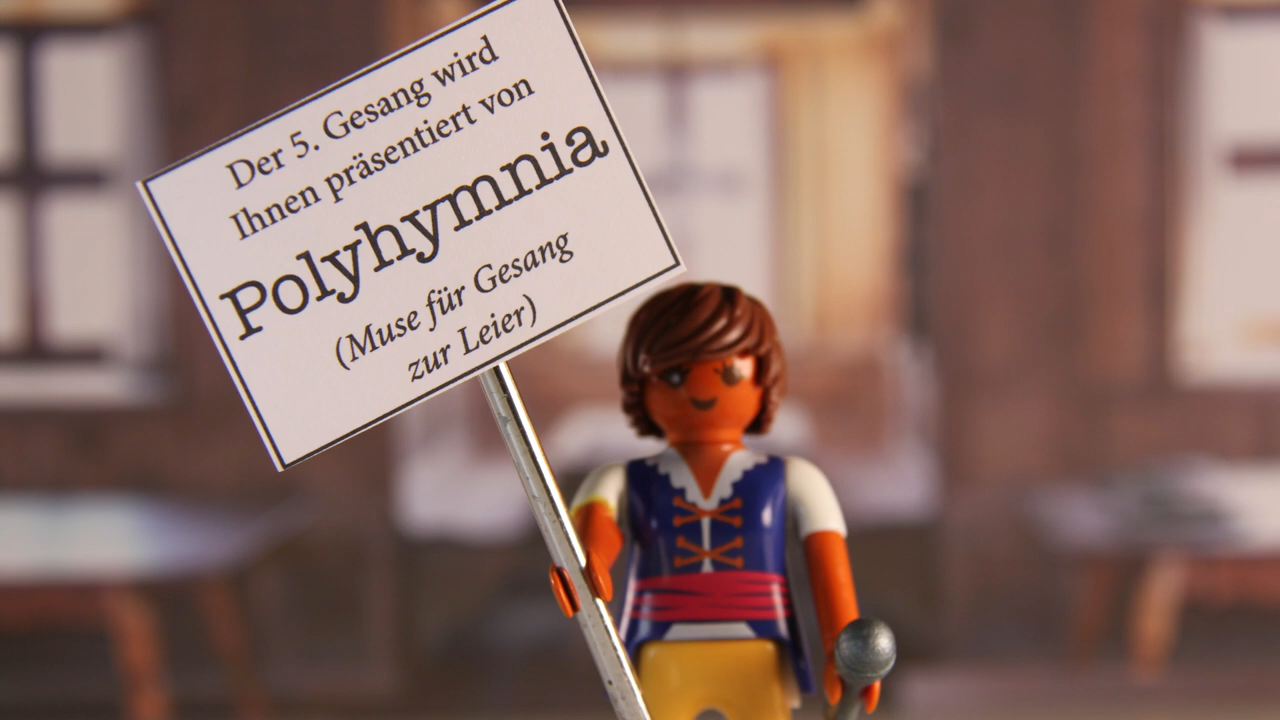 Der 5. Gesang wird
Ihnen präsentiert von
Polyhymnia
(Muse für Gesang
zur Leier)